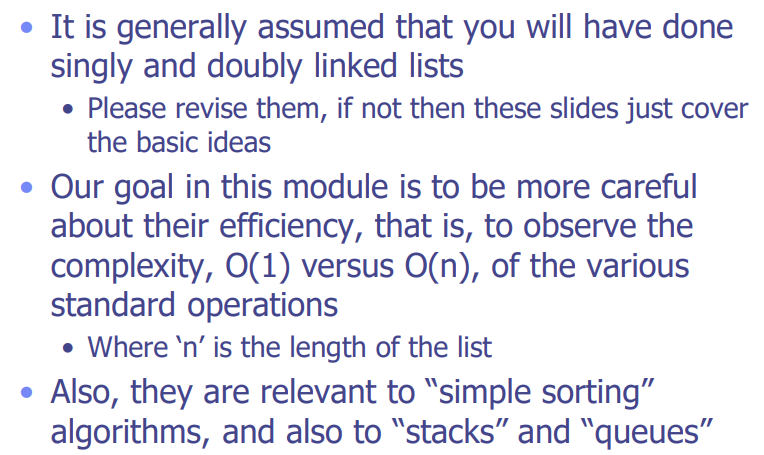 • It is generally assumed that you will have done
singly and doubly linked lists
• Please revise them, if not then these slides just cover
the basic ideas
• Our goal in this module is to be more careful
about their efficiency, that is, to observe the
complexity, O(1) versus O(n), of the various
standard operations
• Where ‘n’ is the length of the list
• Also, they are relevant to “simple sorting”
algorithms, and also to “stacks” and “queues”